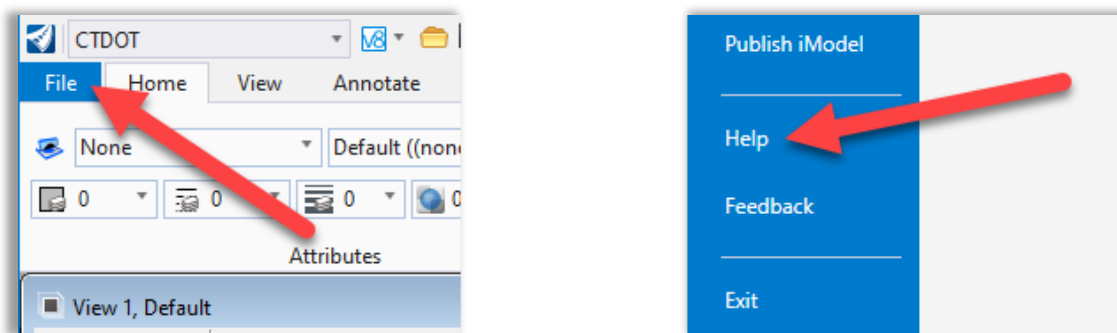 CTDOT
V8
File Home View Annotate
None Default ((non
0 0 0 0
Attributes
View 1, Default
Publish iModel
Help
Feedback
Exit